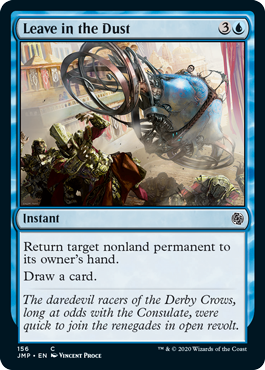 Leave in the Dust 3
Instant
Return target nonland permanent to
its owner's hand.
Draw a card.
The daredevil racers of the Derby Crows,
long at odds with the Consulate, were
quick to join the renegades in open revolt.
156 C
JMP • EN Vincent Proce
™ & © 2020 Wizards of the Coast